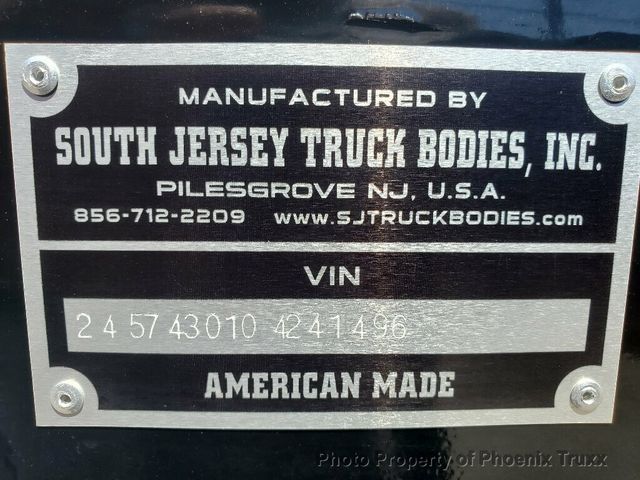 MANUFACTURED BY
SOUTH JERSEY TRUCK BODIES, INC.
PILESGROVE NJ, U.S.A.
856-712-2209 www.SJTRUCKBODIES.com
VIN
2 4 57 43010 4241496
AMERICAN MADE
Photo Property of Phoenix Truxx